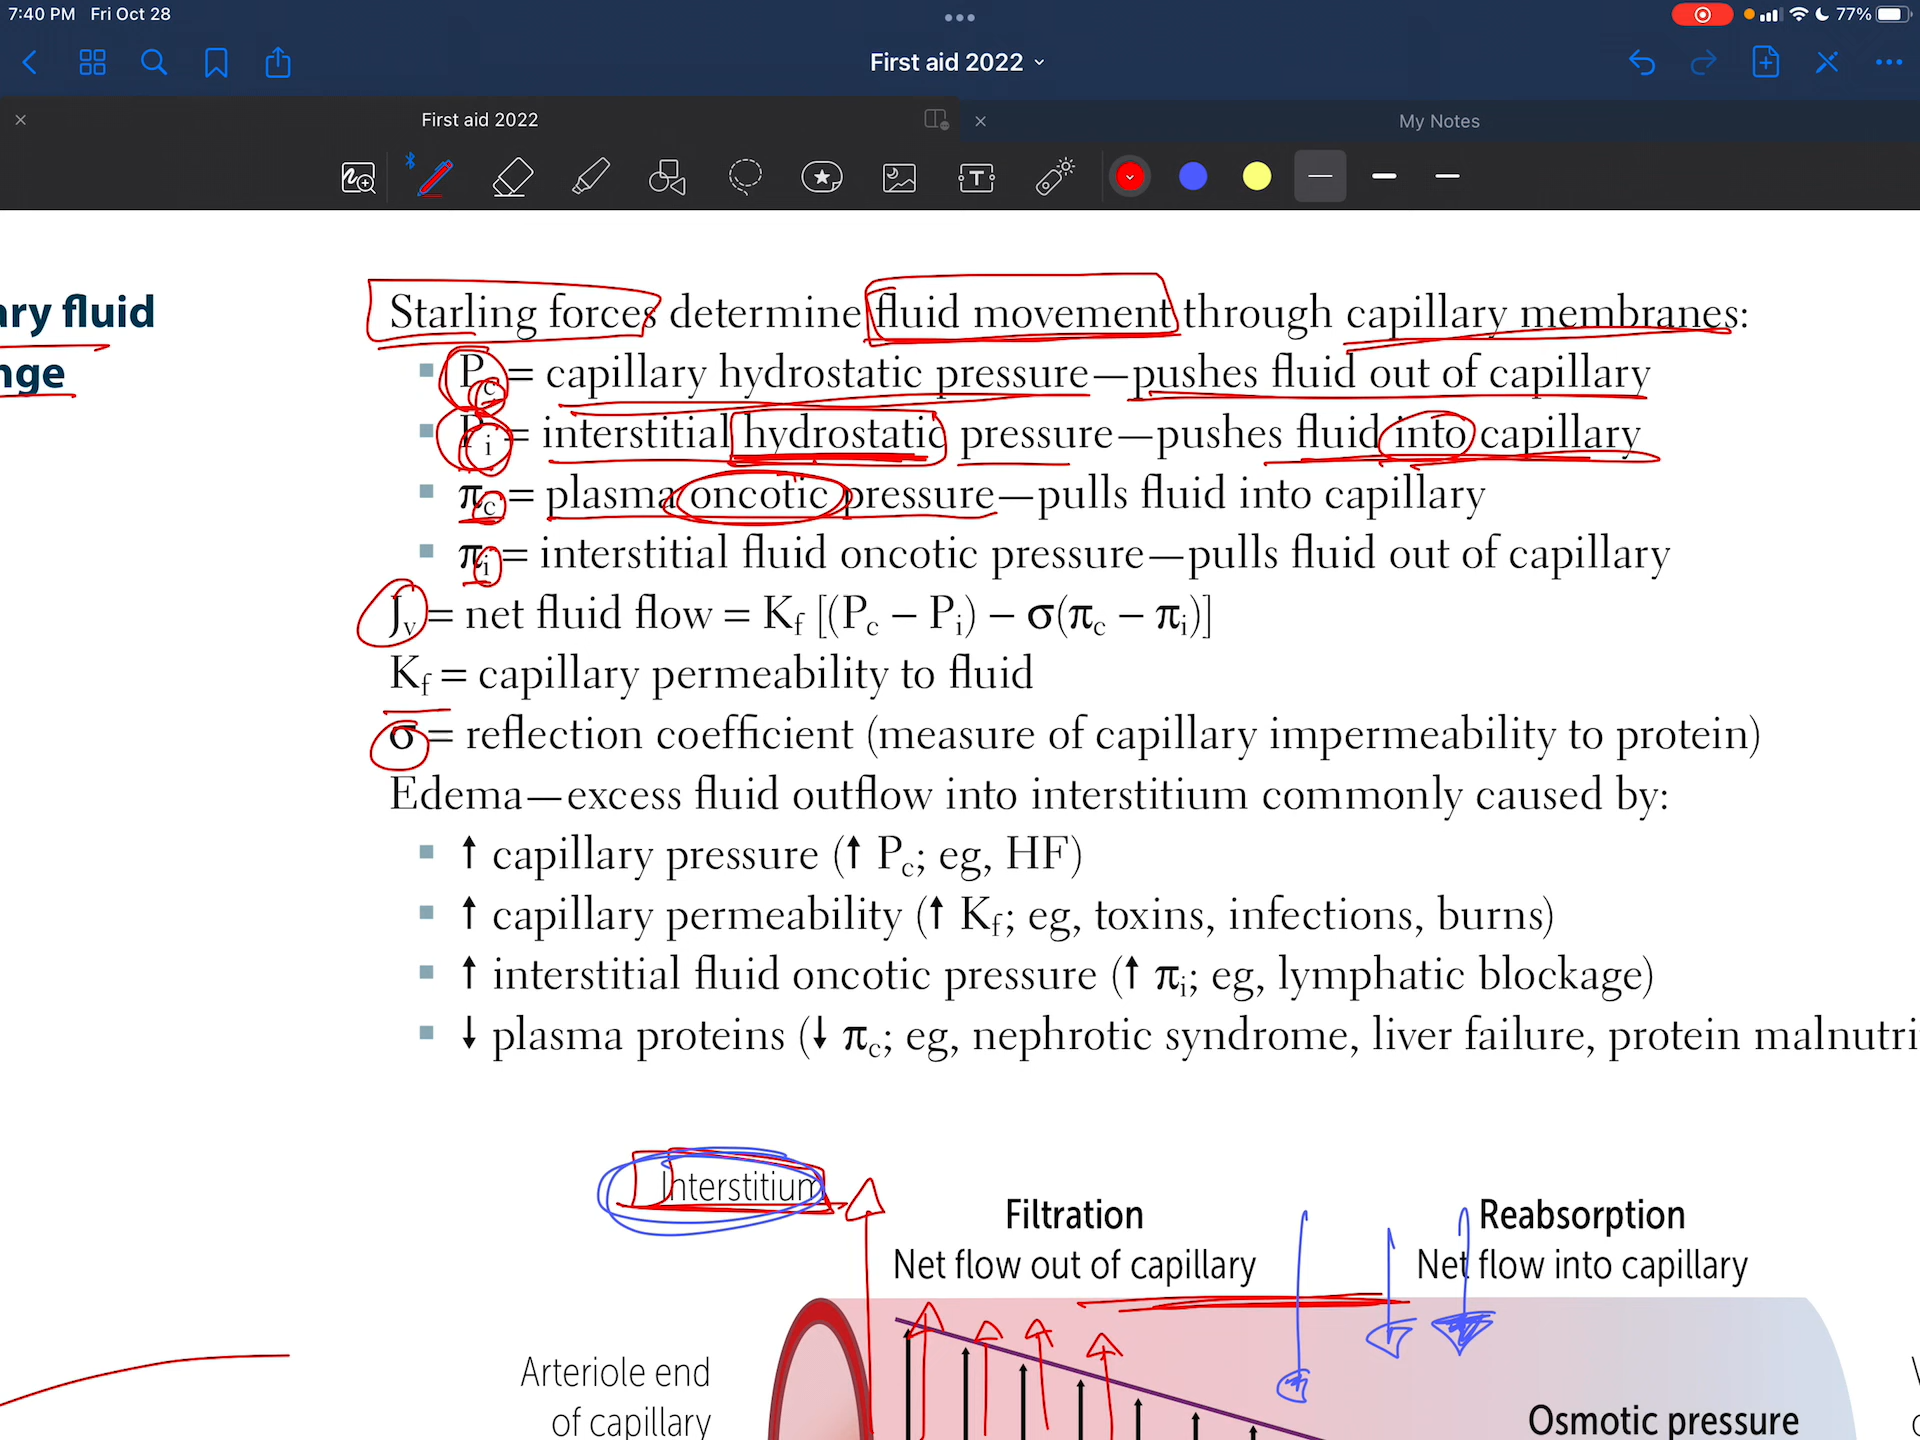 7:40 PM Fri Oct 28
77%
First aid 2022
First aid 2022
My Notes
ary fluid
nge
Starling forces determine fluid movement through capillary membranes:
Pc = capillary hydrostatic pressure—pushes fluid out of capillary
Pi = interstitial hydrostatic pressure—pushes fluid into capillary
πc = plasma oncotic pressure—pulls fluid into capillary
πi = interstitial fluid oncotic pressure—pulls fluid out of capillary
Jv = net fluid flow = Kf [(Pc − Pi) − σ(πc − πi)]
Kf = capillary permeability to fluid
σ = reflection coefficient (measure of capillary impermeability to protein)
Edema—excess fluid outflow into interstitium commonly caused by:
↑ capillary pressure (↑ Pc; eg, HF)
↑ capillary permeability (↑ Kf; eg, toxins, infections, burns)
↑ interstitial fluid oncotic pressure (↑ πi; eg, lymphatic blockage)
↓ plasma proteins (↓ πc; eg, nephrotic syndrome, liver failure, protein malnutri
Interstitium
Filtration
Net flow out of capillary
Reabsorption
Net flow into capillary
Arteriole end
of capillary
Osmotic pressure